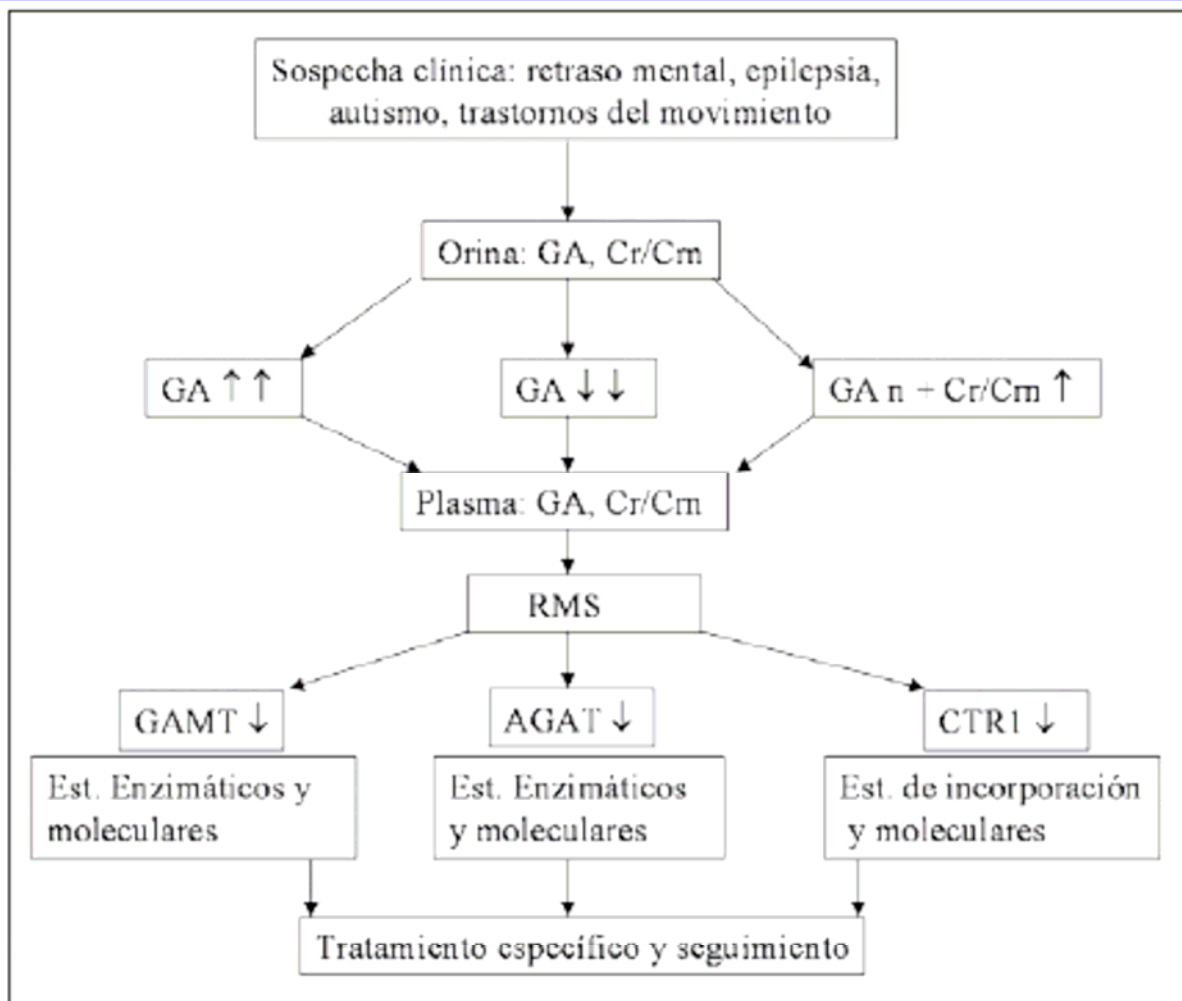 Sospecha clínica: retraso mental, epilepsia,
autismo, trastornos del movimiento
Orina: GA, Cr/Crn
GA ↑ ↑
GA ↓ ↓
GA n + Cr/Crn ↑
Plasma: GA, Cr/Crn
RMS
GAMT ↓
AGAT ↓
CTR1 ↓
Est. Enzimáticos y
moleculares
Est. Enzimáticos
y moleculares
Est. de incorporación
y moleculares
Tratamiento específico y seguimiento